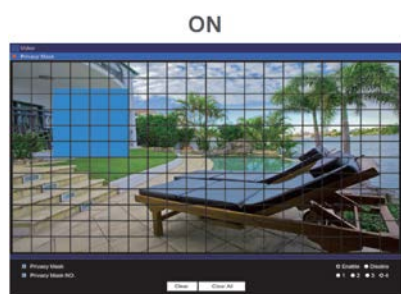 ON
Video
Privacy Mask
Privacy Mask Enable Disable
Privacy Mask NO. 1 2 3 4
Clear Clear All